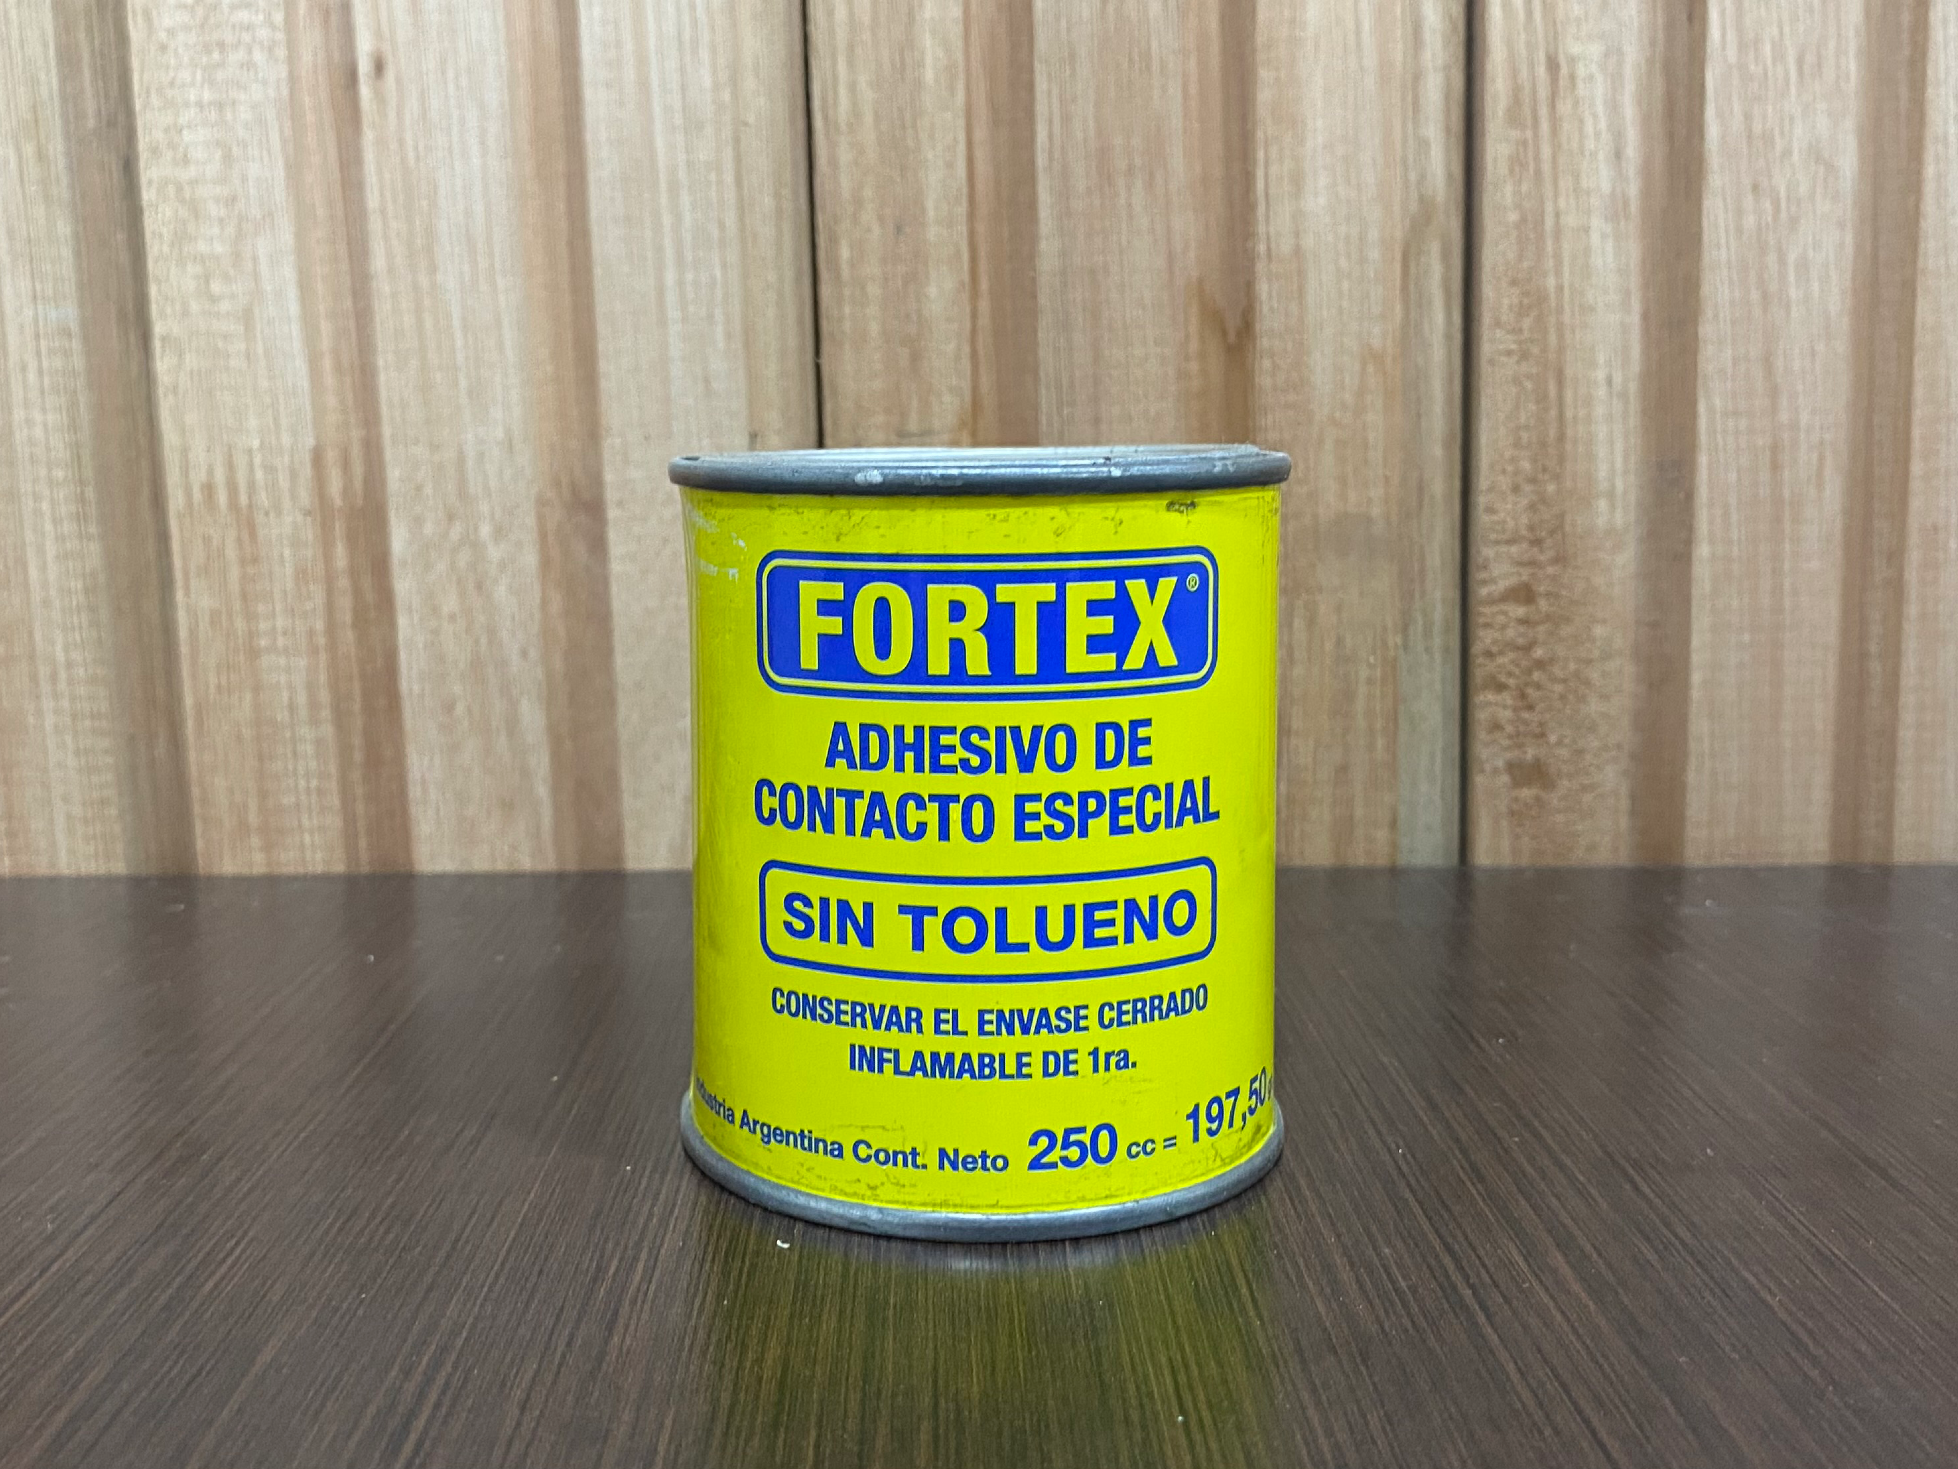 FORTEX®
ADHESIVO DE
CONTACTO ESPECIAL
SIN TOLUENO
CONSERVAR EL ENVASE CERRADO
INFLAMABLE DE 1ra.
Industria Argentina Cont. Neto 250 cc = 197,50